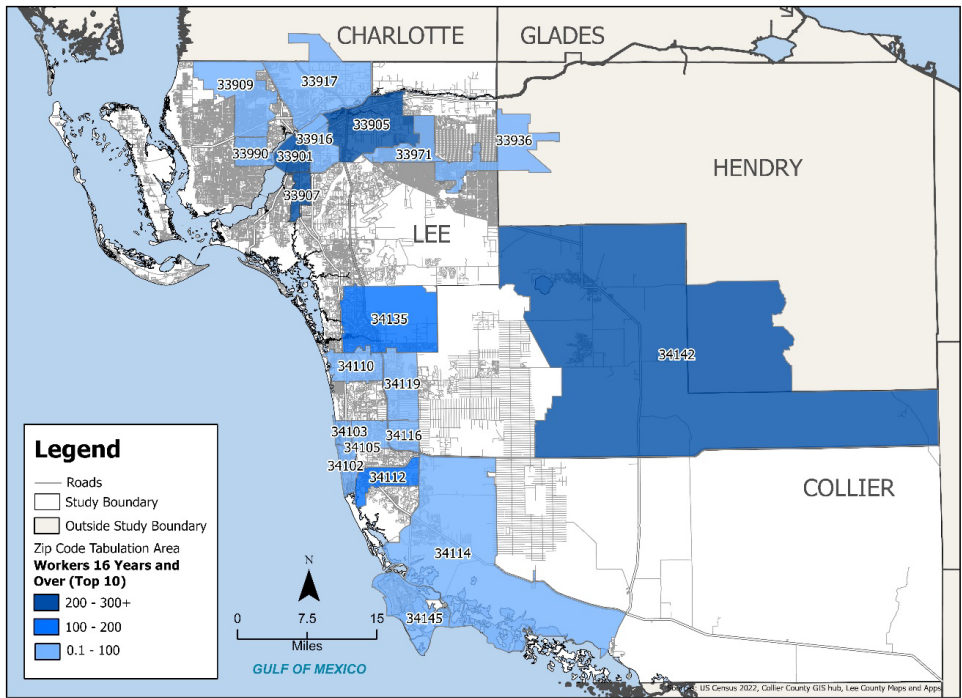 CHARLOTTE
GLADES
33909
33917
33905
33916
33936
33990
33901
33971
HENDRY
33907
LEE
34135
34142
34110
34119
34103
34116
34105
34102
34112
COLLIER
34114
34145
Legend
Roads
Study Boundary
Outside Study Boundary
Zip Code Tabulation Area
Workers 16 Years and
Over (Top 10)
200 - 300+
100 - 200
0.1 - 100
N
0 7.5 15
Miles
GULF OF MEXICO
US Census 2022, Collier County GIS hub, Lee County Maps and Apps